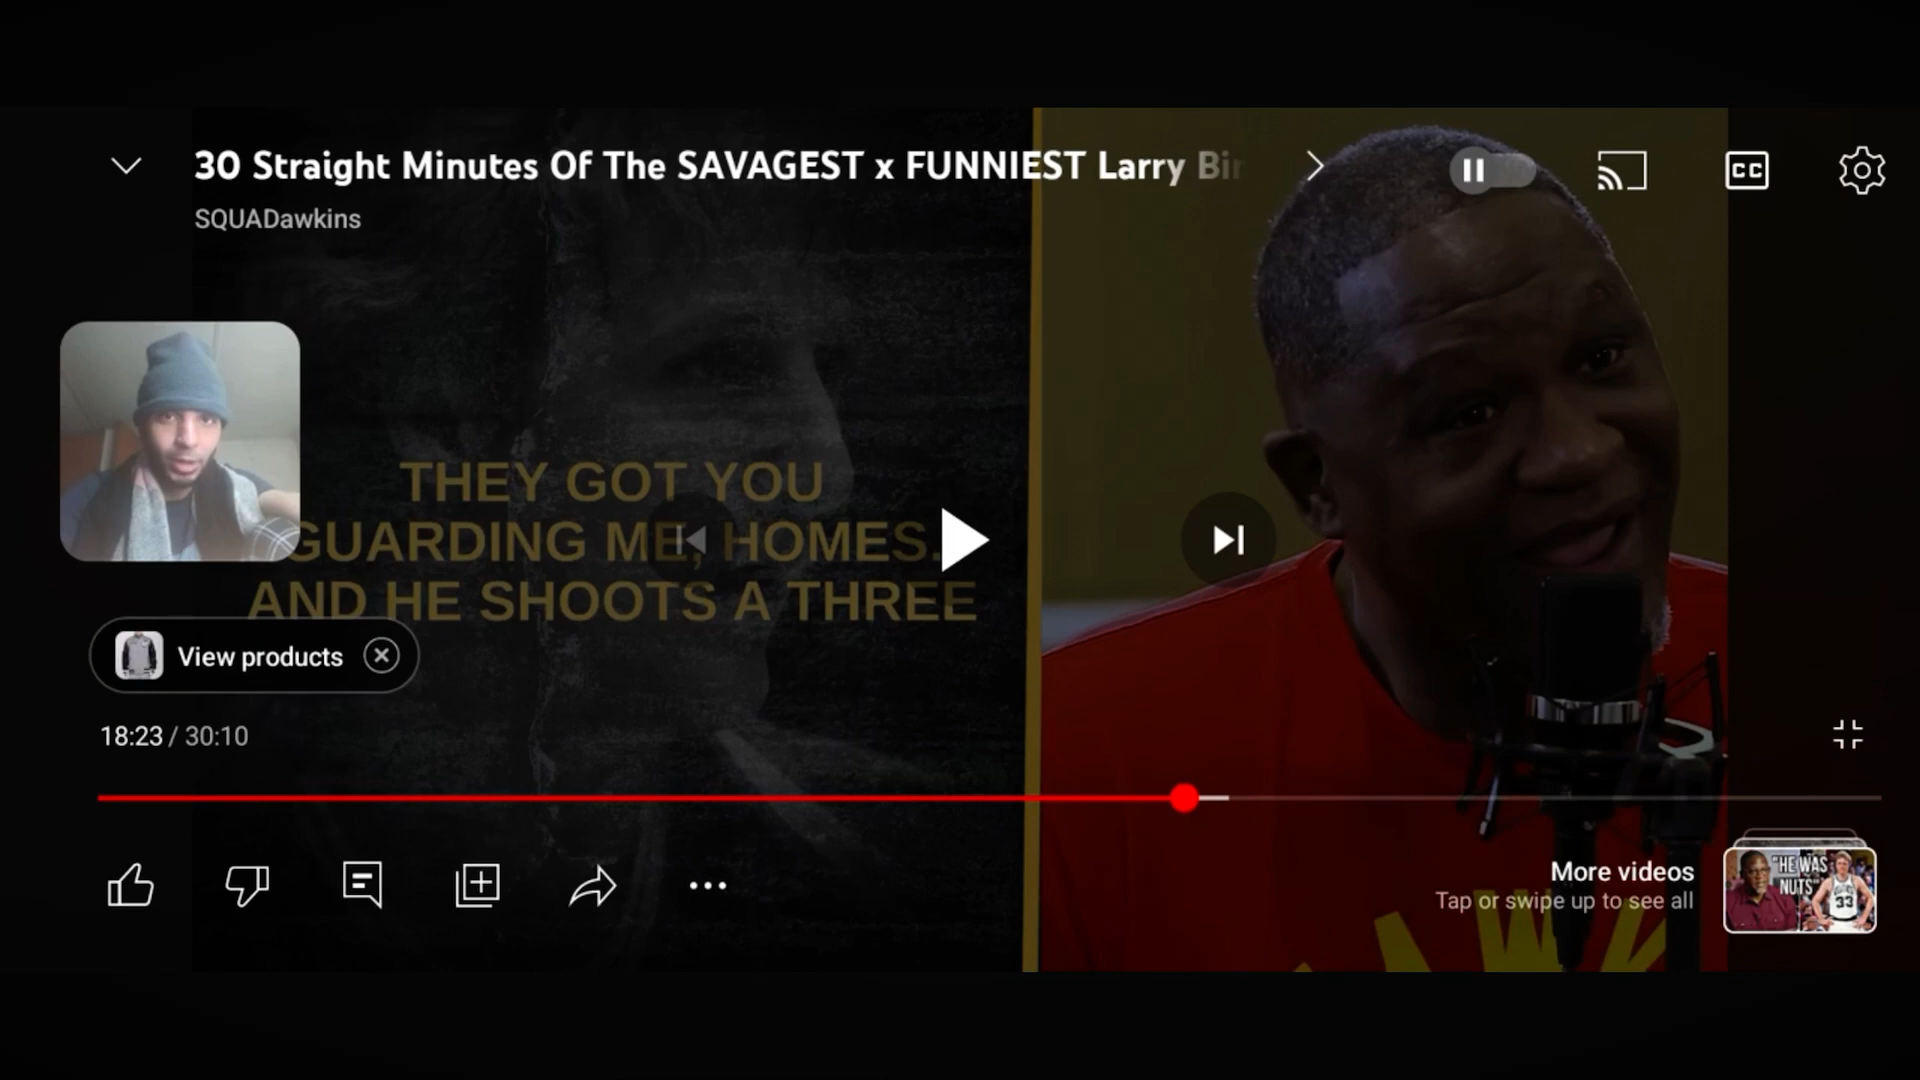 30 Straight Minutes Of The SAVAGEST x FUNNIEST Larry Bir
SQUADawkins
CC
THEY GOT YOU
GUARDING ME, HOMES.
AND HE SHOOTS A THREE
View products
18:23 / 30:10
More videos
Tap or swipe up to see all
"HE WAS
NUTS"
33